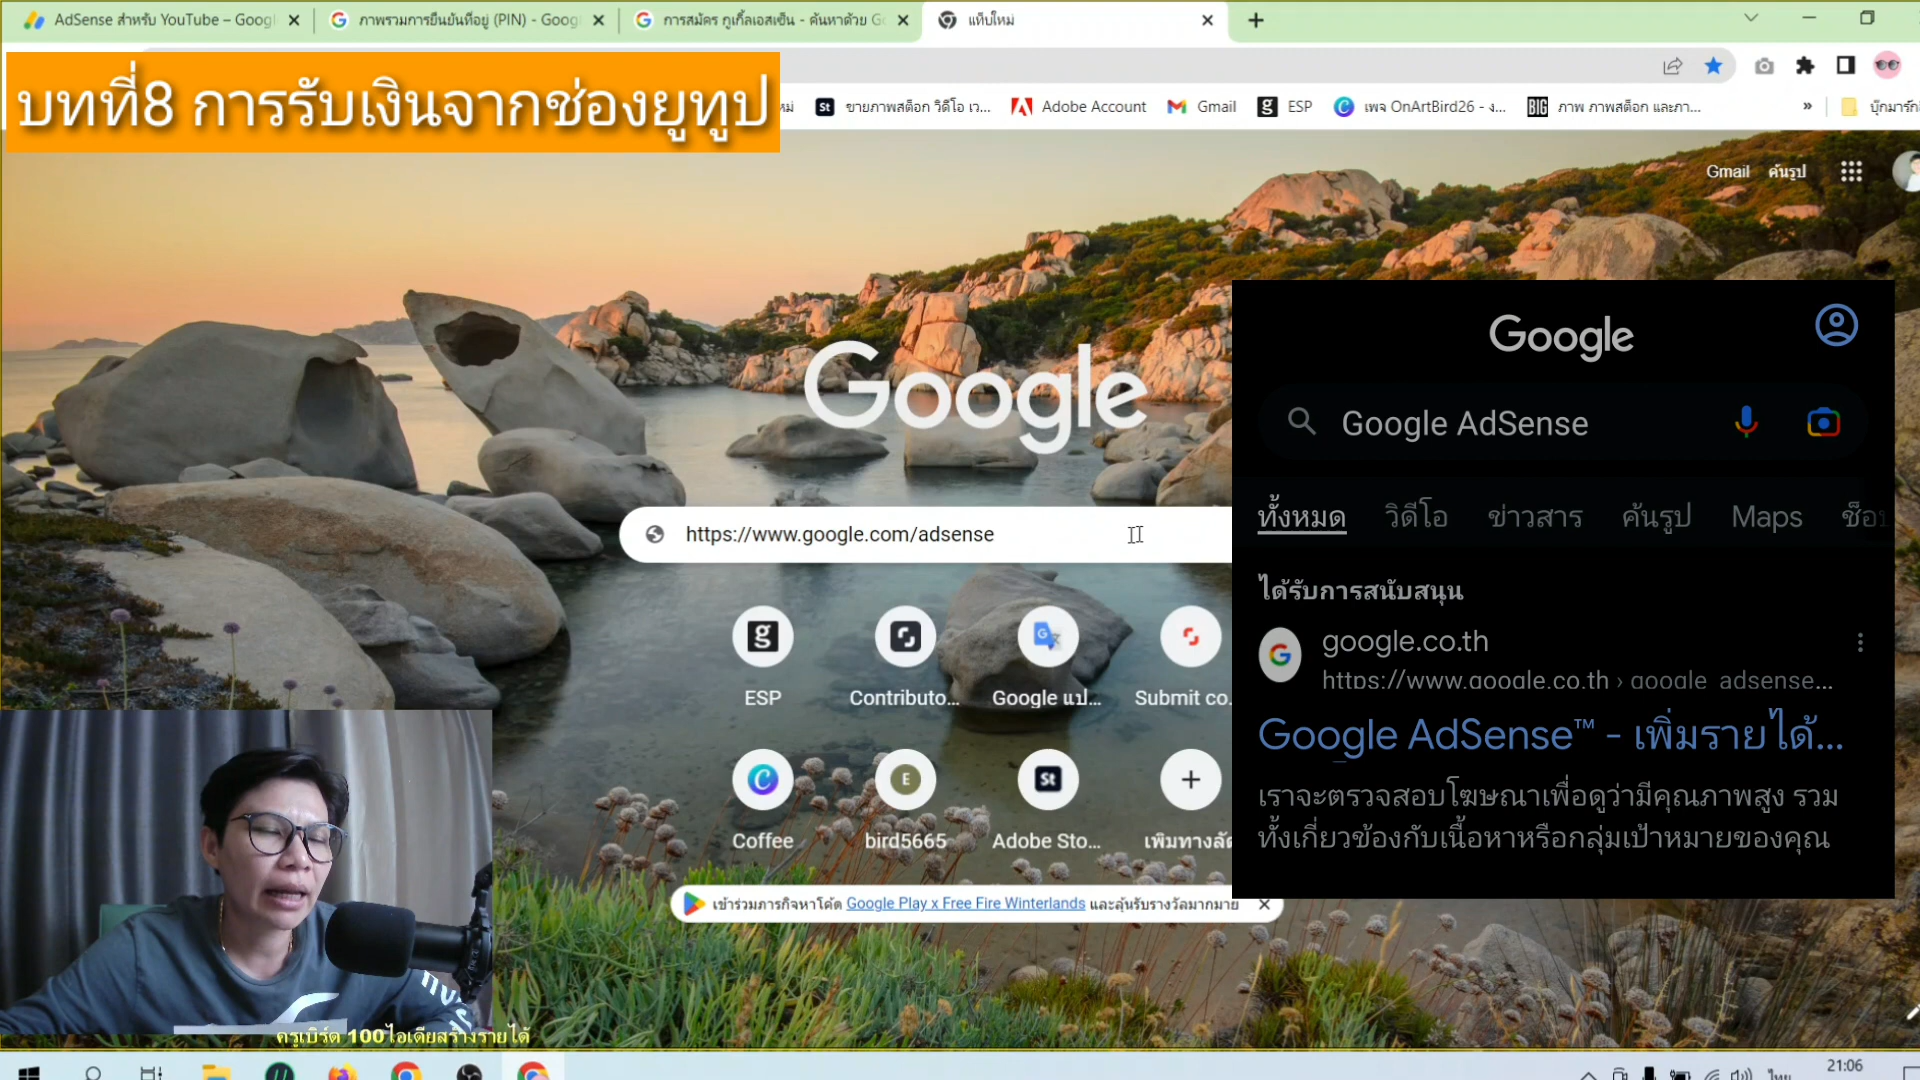 AdSense สำหรับ YouTube – Googl
ภาพรวมการยืนยันที่อยู่ (PIN) - Goog
การสมัคร กูเกิ้ลเอสเซ็น - ค้นหาด้วย Go
แท็บใหม่
บทที่8 การรับเงินจากช่องยูทูป
St ขายภาพสต็อก วิดีโอ เว...
Adobe Account
Gmail
ESP
เพจ OnArtBird26 - ง...
BIG ภาพ ภาพสต็อก และภา...
»
Gmail
ค้นรูป
Google
https://www.google.com/adsense
ESP
Contributo...
Google แป...
Submit co...
Coffee
bird5665
Adobe Sto...
เพิ่มทางลัด
เข้าร่วมภารกิจหาโค้ด Google Play x Free Fire Winterlands และลุ้นรับรางวัลมากมาย
Google
Google AdSense
ทั้งหมด วิดีโอ ข่าวสาร ค้นรูป Maps
ได้รับการสนับสนุน
google.co.th
https://www.google.co.th › google_adsense...
Google AdSense™ - เพิ่มรายได้...
เราจะตรวจสอบโฆษณาเพื่อดูว่ามีคุณภาพสูง รวม
ทั้งเกี่ยวข้องกับเนื้อหาหรือกลุ่มเป้าหมายของคุณ
ครูเบิร์ด 100ไอเดียสร้างรายได้
ไทย
21:06